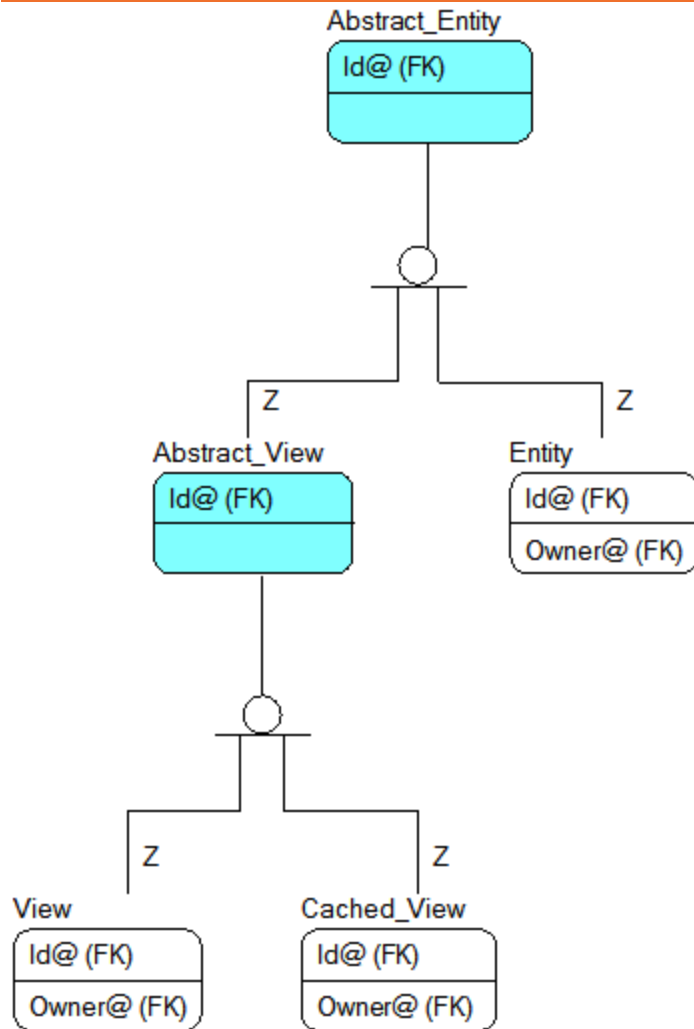 Abstract_Entity
Id@ (FK)
Z
Z
Abstract_View
Id@ (FK)
Entity
Id@ (FK)
Owner@ (FK)
Z
Z
View
Id@ (FK)
Owner@ (FK)
Cached_View
Id@ (FK)
Owner@ (FK)